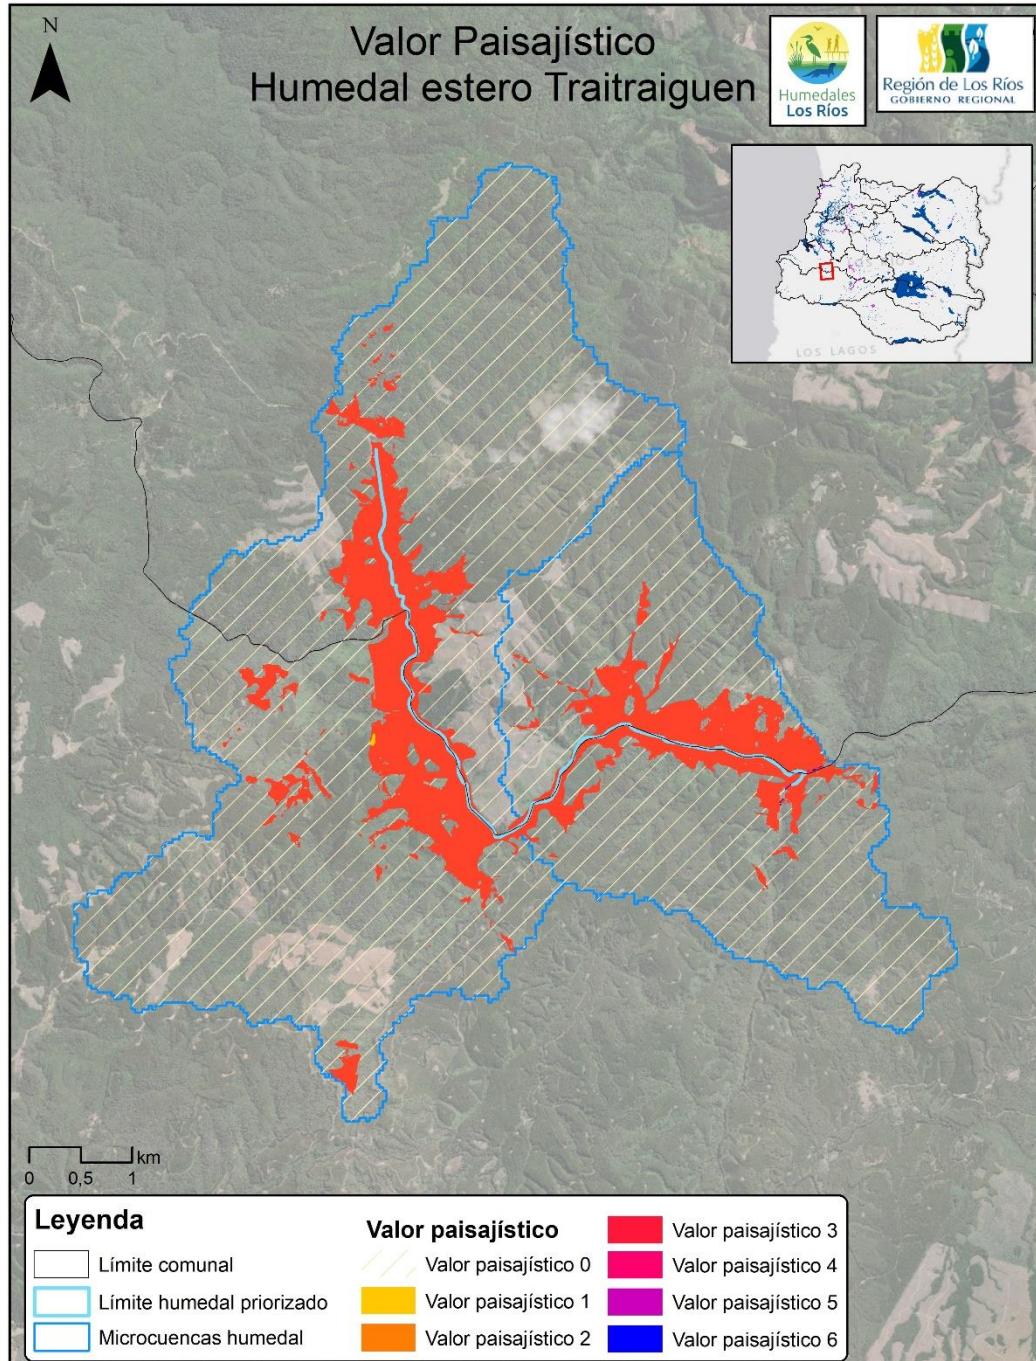 N
Valor Paisajístico
Humedal estero Traitraiguen
Humedales
Los Ríos
Región de Los Ríos
GOBIERNO REGIONAL
LOS LAGOS
km
0 0,5 1
Leyenda
Límite comunal
Límite humedal priorizado
Microcuencas humedal
Valor paisajístico
Valor paisajístico 0
Valor paisajístico 1
Valor paisajístico 2
Valor paisajístico 3
Valor paisajístico 4
Valor paisajístico 5
Valor paisajístico 6